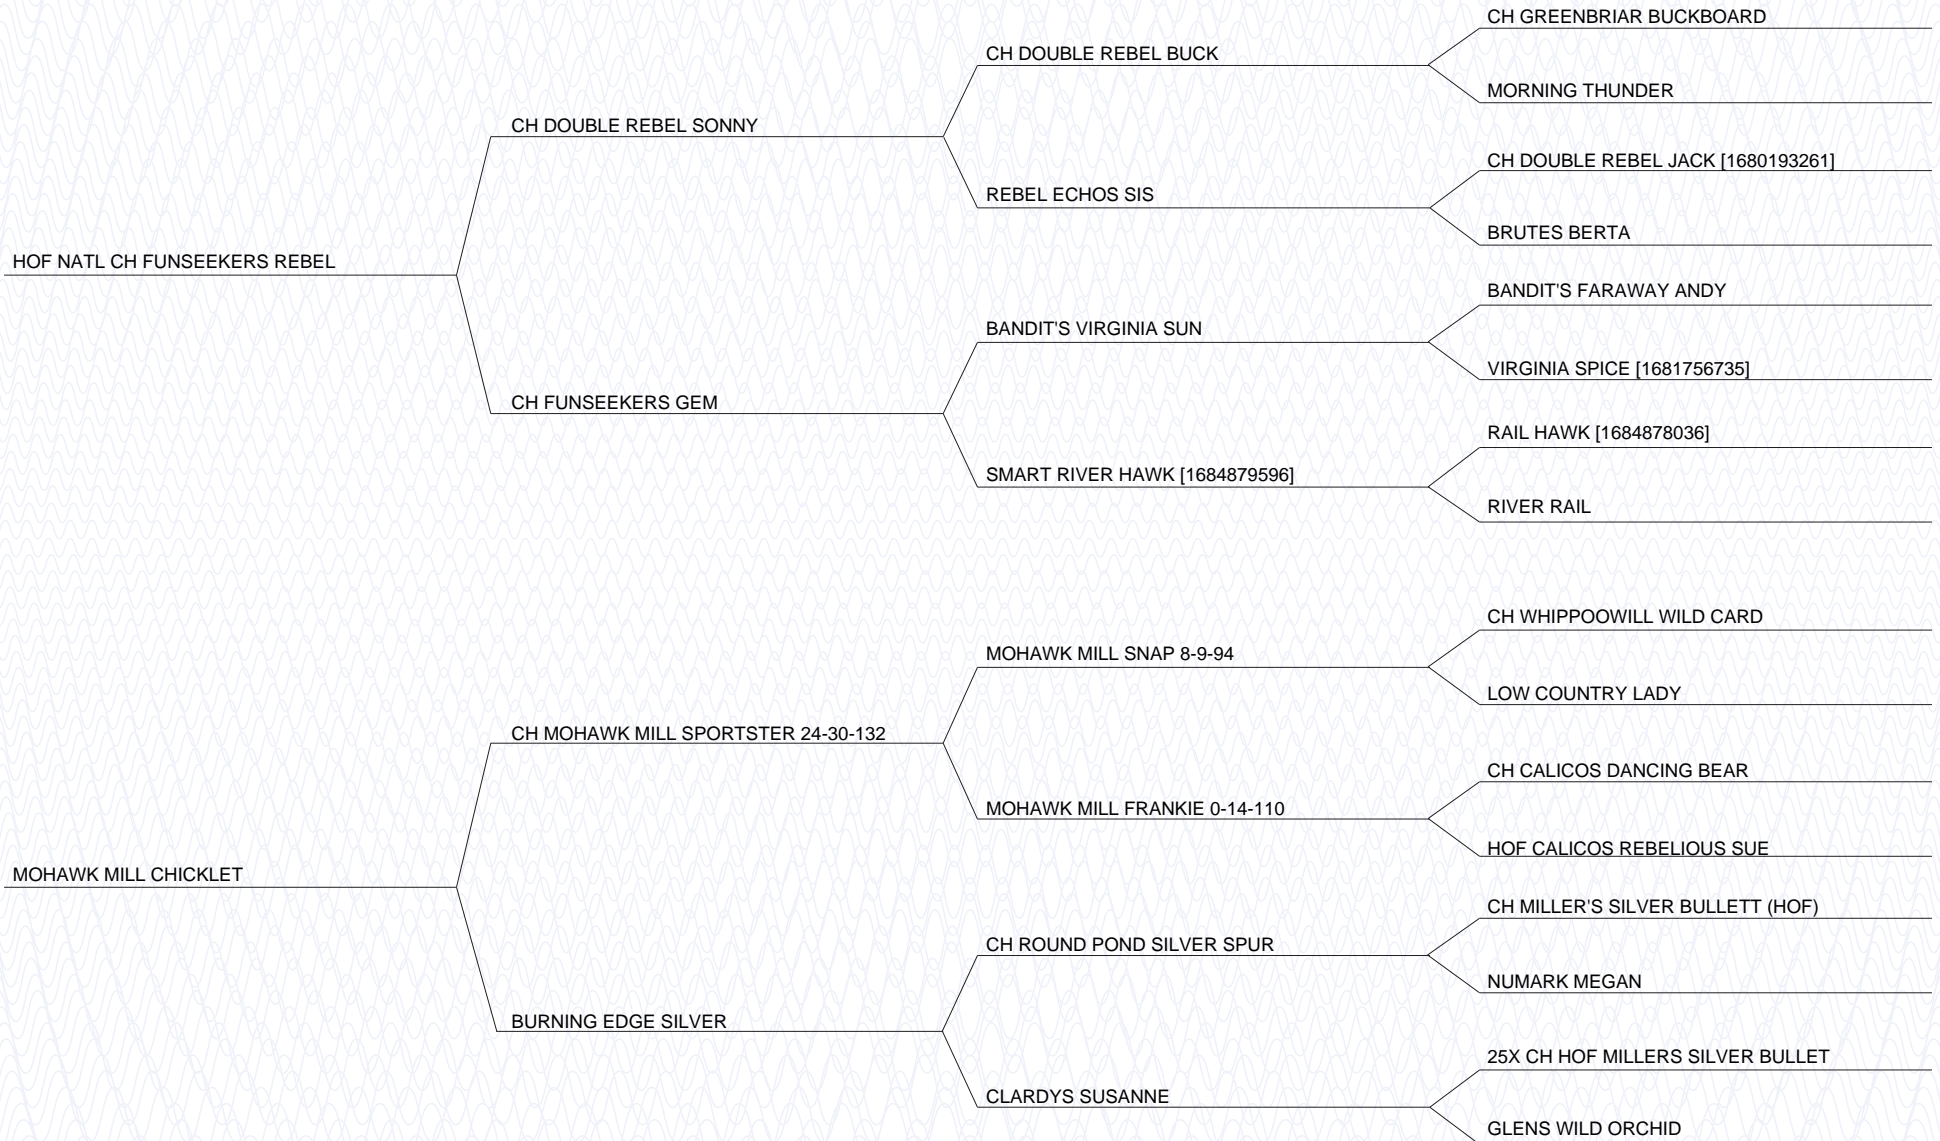 CH GREENBRIAR BUCKBOARD
CH DOUBLE REBEL BUCK
MORNING THUNDER
CH DOUBLE REBEL SONNY
CH DOUBLE REBEL JACK [1680193261]
REBEL ECHOS SIS
BRUTES BERTA
HOF NATL CH FUNSEEKERS REBEL
BANDIT'S FARAWAY ANDY
BANDIT'S VIRGINIA SUN
VIRGINIA SPICE [1681756735]
CH FUNSEEKERS GEM
RAIL HAWK [1684878036]
SMART RIVER HAWK [1684879596]
RIVER RAIL
CH WHIPPOOWILL WILD CARD
MOHAWK MILL SNAP 8-9-94
LOW COUNTRY LADY
CH MOHAWK MILL SPORTSTER 24-30-132
CH CALICOS DANCING BEAR
MOHAWK MILL FRANKIE 0-14-110
HOF CALICOS REBELIOUS SUE
MOHAWK MILL CHICKLET
CH MILLER'S SILVER BULLETT (HOF)
CH ROUND POND SILVER SPUR
NUMARK MEGAN
BURNING EDGE SILVER
25X CH HOF MILLERS SILVER BULLET
CLARDYS SUSANNE
GLENS WILD ORCHID